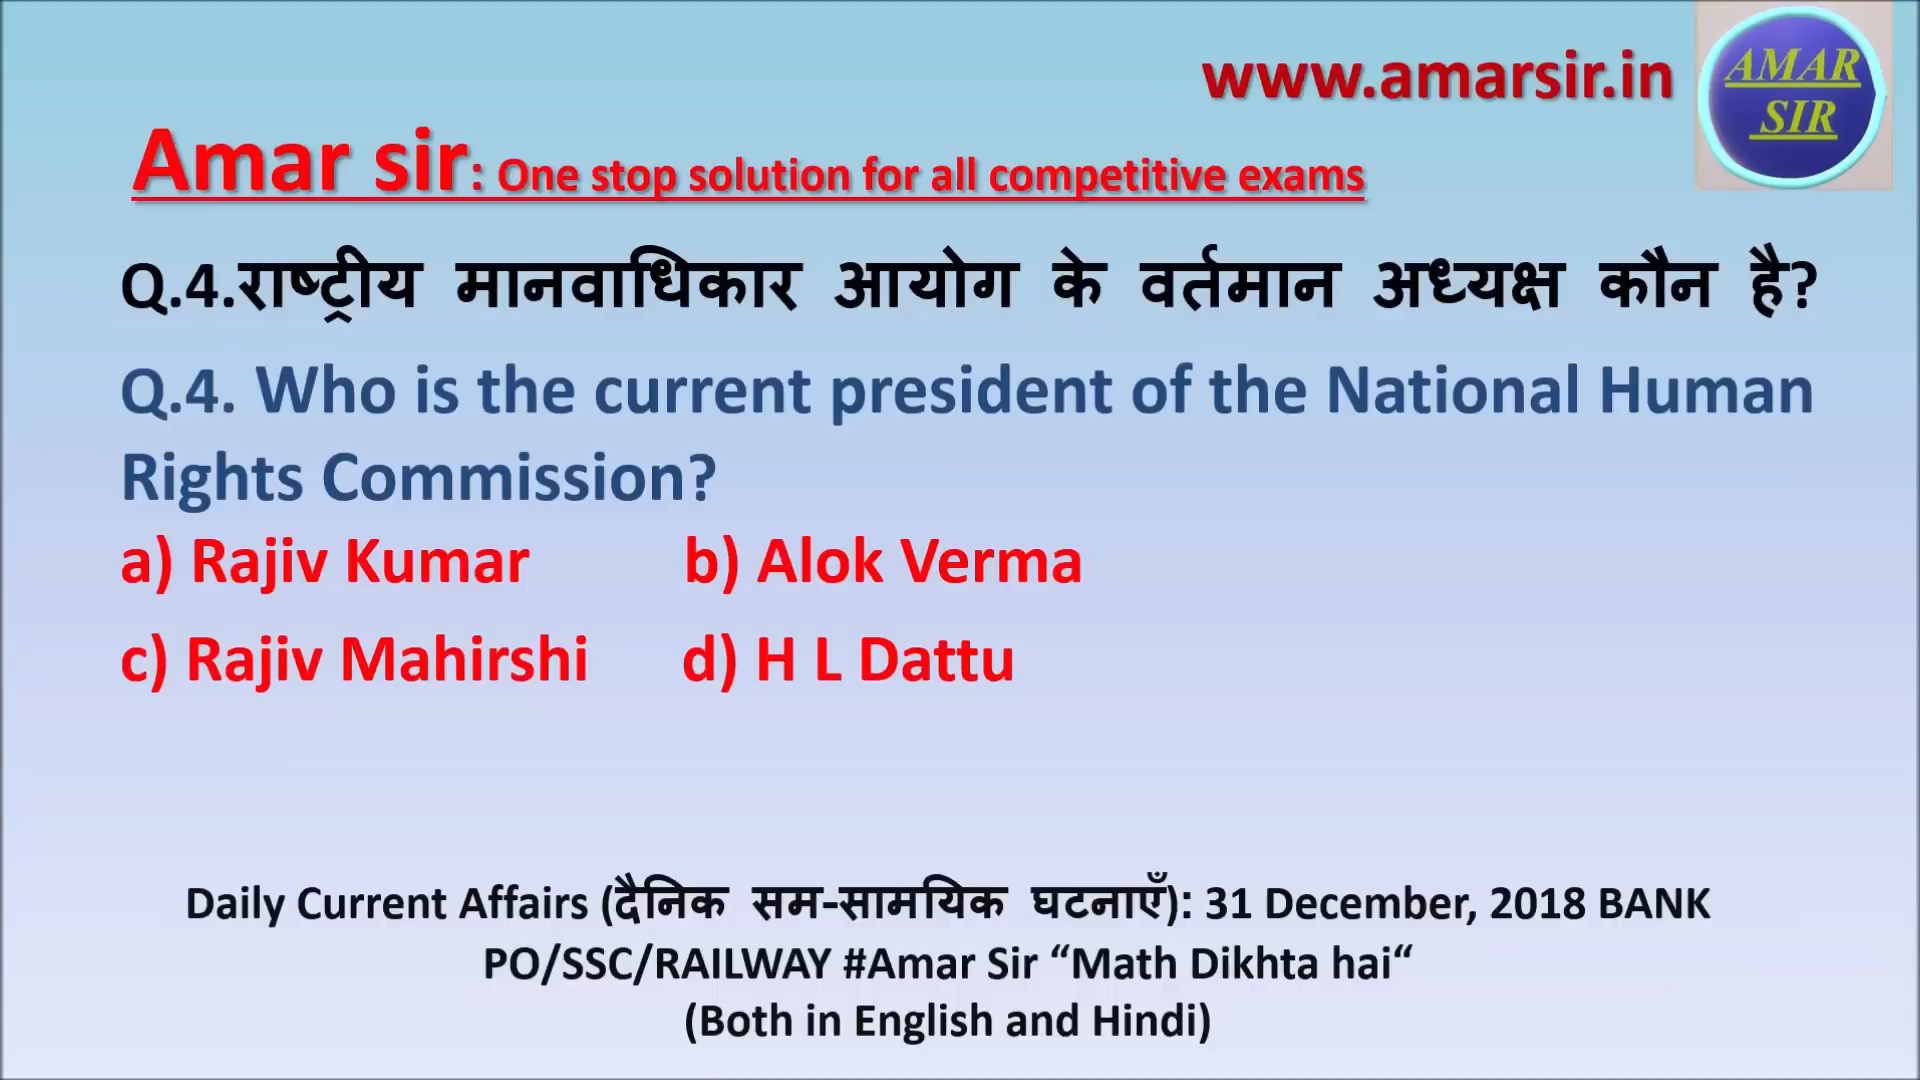 www.amarsir.in
AMAR
SIR
Amar sir: One stop solution for all competitive exams
Q.4.राष्ट्रीय मानवाधिकार आयोग के वर्तमान अध्यक्ष कौन है?
Q.4. Who is the current president of the National Human
Rights Commission?
a) Rajiv Kumar b) Alok Verma
c) Rajiv Mahirshi d) H L Dattu
Daily Current Affairs (दैनिक सम-सामयिक घटनाएँ): 31 December, 2018 BANK
PO/SSC/RAILWAY #Amar Sir “Math Dikhta hai“
(Both in English and Hindi)